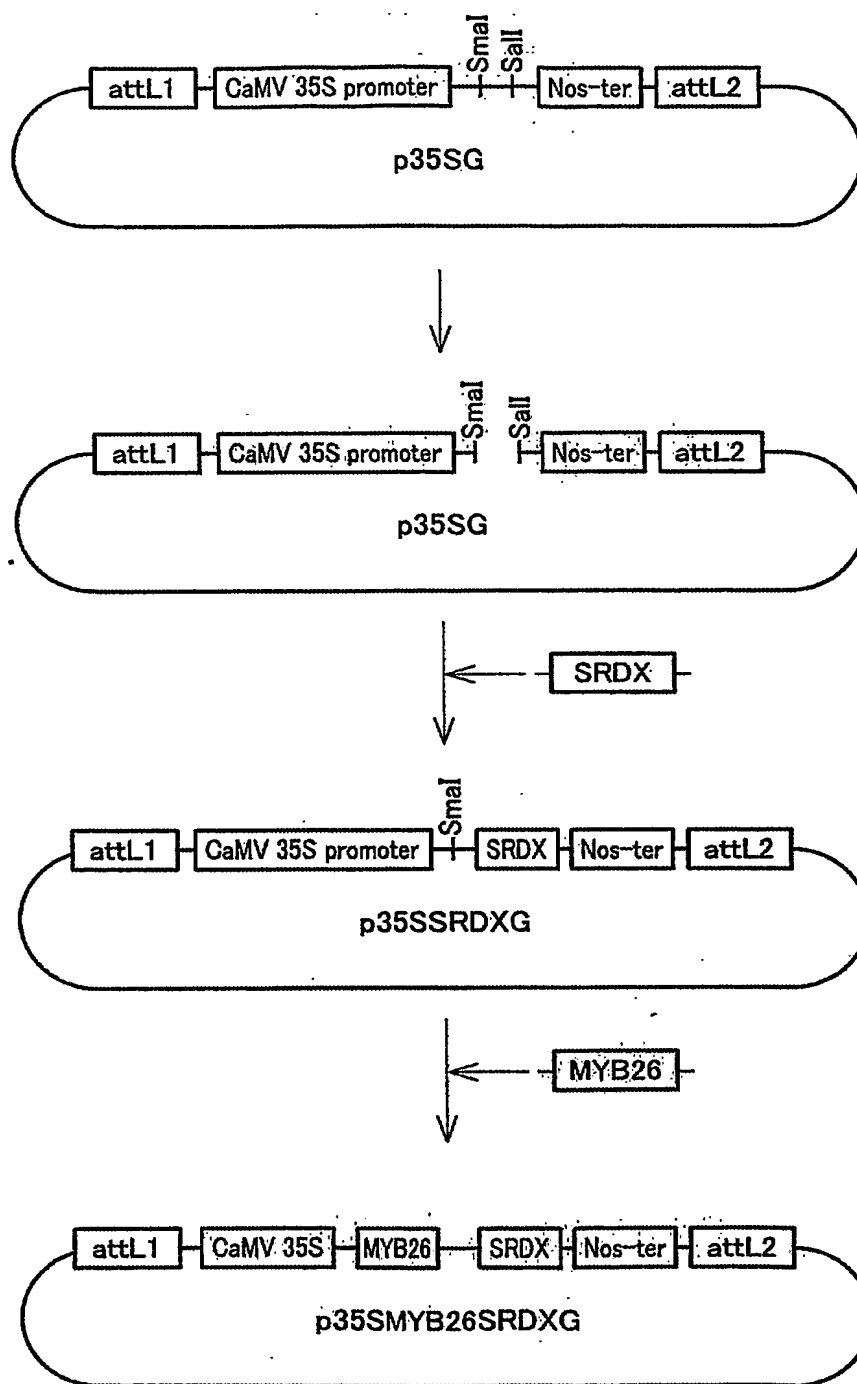 SmaI
SalI
attL1 CaMV 35S promoter Nos-ter attL2
p35SG
SmaI
SalI
attL1 CaMV 35S promoter Nos-ter attL2
p35SG
SRDX
SmaI
attL1 CaMV 35S promoter SRDX Nos-ter attL2
p35SSRDXG
MYB26
attL1 CaMV 35S MYB26 SRDX Nos-ter attL2
p35SMYB26SRDXG